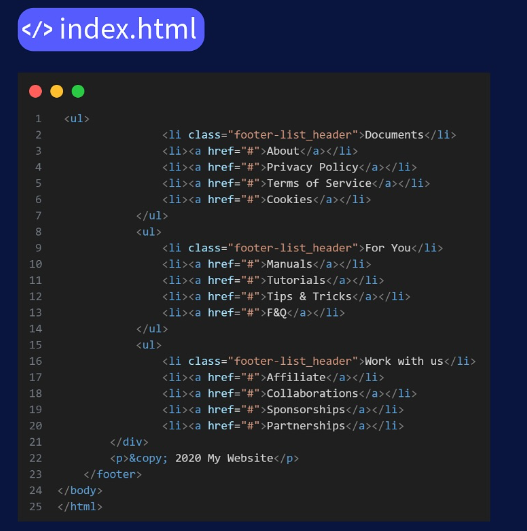 </> index.html
1 <ul>
2 <li class="footer-list_header">Documents</li>
3 <li><a href="#">About</a></li>
4 <li><a href="#">Privacy Policy</a></li>
5 <li><a href="#">Terms of Service</a></li>
6 <li><a href="#">Cookies</a></li>
7 </ul>
8 <ul>
9 <li class="footer-list_header">For You</li>
10 <li><a href="#">Manuals</a></li>
11 <li><a href="#">Tutorials</a></li>
12 <li><a href="#">Tips & Tricks</a></li>
13 <li><a href="#">F&Q</a></li>
14 </ul>
15 <ul>
16 <li class="footer-list_header">Work with us</li>
17 <li><a href="#">Affiliate</a></li>
18 <li><a href="#">Collaborations</a></li>
19 <li><a href="#">Sponsorships</a></li>
20 <li><a href="#">Partnerships</a></li>
21 </div>
22 <p>&copy; 2020 My Website</p>
23 </footer>
24 </body>
25 </html>